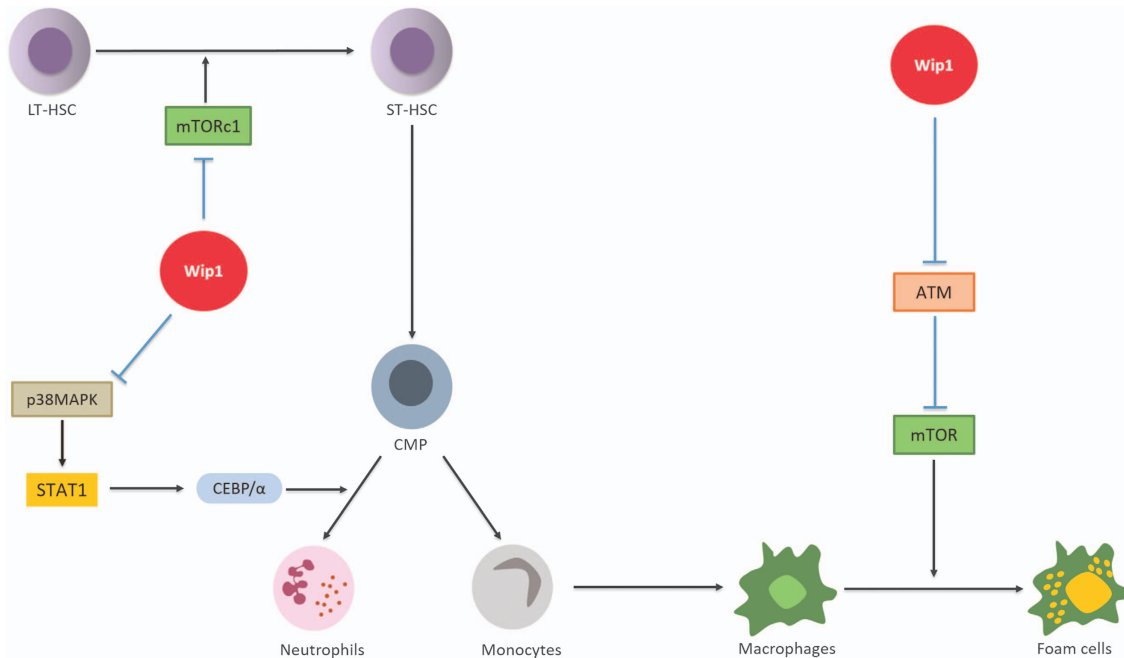 Wip1
LT-HSC
ST-HSC
mTORc1
Wip1
ATM
p38MAPK
mTOR
CMP
STAT1
CEBP/α
Neutrophils
Monocytes
Macrophages
Foam cells